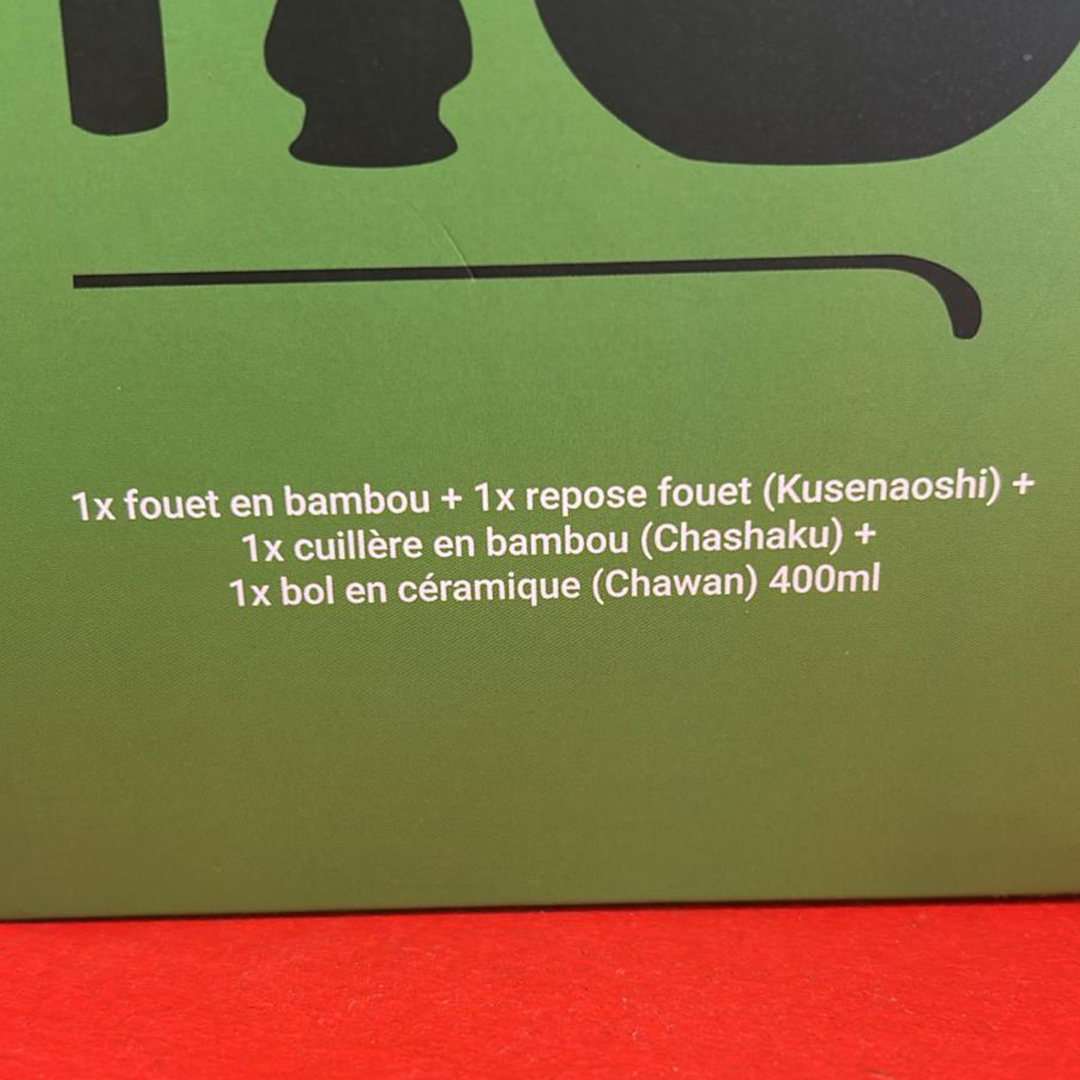 1x fouet en bambou + 1x repose fouet (Kusenaoshi) +
1x cuillère en bambou (Chashaku) +
1x bol en céramique (Chawan) 400ml